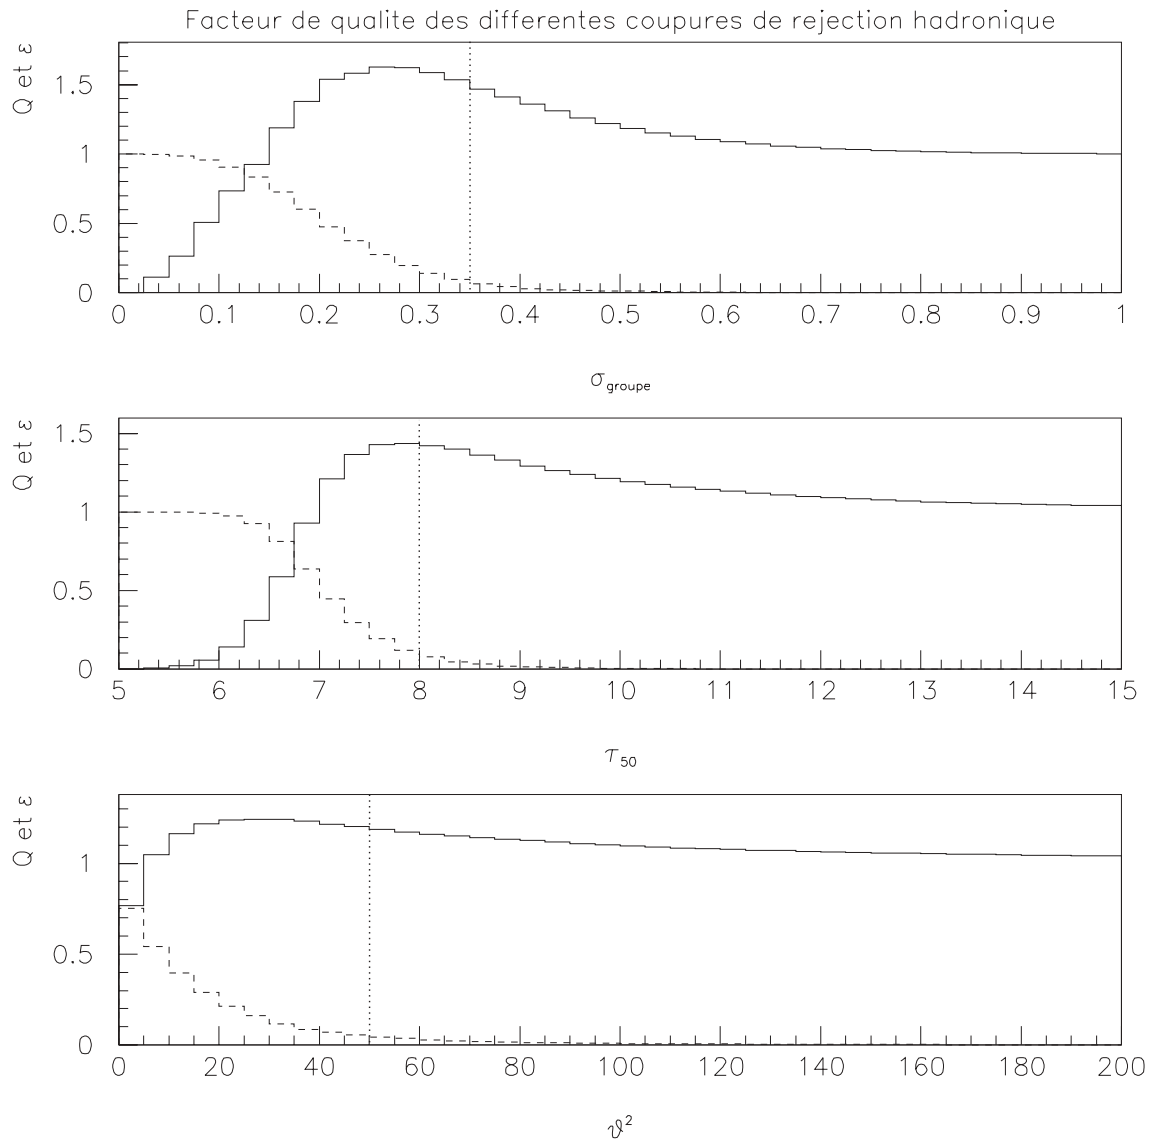 Facteur de qualite des differentes coupures de rejection hadronique
Q et ε
1.5
1
0.5
0
0 0.1 0.2 0.3 0.4 0.5 0.6 0.7 0.8 0.9 1
σgroupe
Q et ε
1.5
1
0.5
0
5 6 7 8 9 10 11 12 13 14 15
τ50
Q et ε
1
0.5
0
0 20 40 60 80 100 120 140 160 180 200
ϑ²